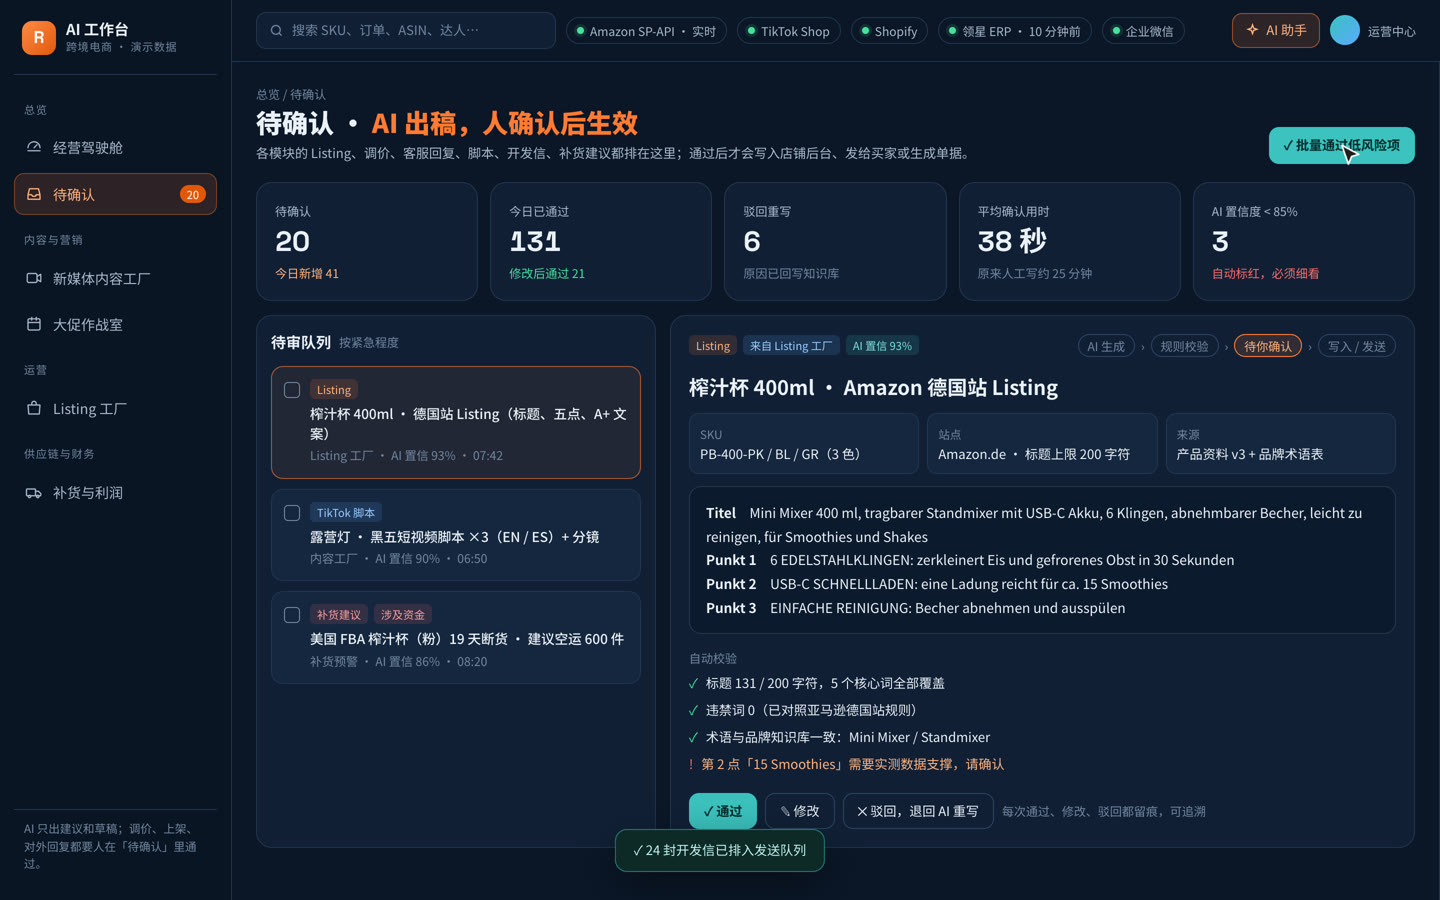 R
AI 工作台
跨境电商 · 演示数据
搜索 SKU、订单、ASIN、达人…
Amazon SP-API · 实时
TikTok Shop
Shopify
领星 ERP · 10 分钟前
企业微信
AI 助手
运营中心
总览
经营驾驶舱
待确认
20
内容与营销
新媒体内容工厂
大促作战室
运营
Listing 工厂
供应链与财务
补货与利润
AI 只出建议和草稿；调价、上架、
对外回复都要人在「待确认」里通
过。
总览 / 待确认
待确认 · AI 出稿，人确认后生效
各模块的 Listing、调价、客服回复、脚本、开发信、补货建议都排在这里；通过后才会写入店铺后台、发给买家或生成单据。
✓ 批量通过低风险项
待确认
20
今日新增 41
今日已通过
131
修改后通过 21
驳回重写
6
原因已回写知识库
平均确认用时
38 秒
原来人工写约 25 分钟
AI 置信度 < 85%
3
自动标红，必须细看
待审队列 按紧急程度
Listing
榨汁杯 400ml · 德国站 Listing（标题、五点、A+ 文
案）
Listing 工厂 · AI 置信 93% · 07:42
TikTok 脚本
露营灯 · 黑五短视频脚本 ×3（EN / ES）+ 分镜
内容工厂 · AI 置信 90% · 06:50
补货建议 涉及资金
美国 FBA 榨汁杯（粉）19 天断货 · 建议空运 600 件
补货预警 · AI 置信 86% · 08:20
Listing 来自 Listing 工厂 AI 置信 93%
AI 生成 › 规则校验 › 待你确认 › 写入 / 发送
榨汁杯 400ml · Amazon 德国站 Listing
SKU
PB-400-PK / BL / GR（3 色）
站点
Amazon.de · 标题上限 200 字符
来源
产品资料 v3 + 品牌术语表
Titel Mini Mixer 400 ml, tragbarer Standmixer mit USB-C Akku, 6 Klingen, abnehmbarer Becher, leicht zu
reinigen, für Smoothies und Shakes
Punkt 1 6 EDELSTAHLKLINGEN: zerkleinert Eis und gefrorenes Obst in 30 Sekunden
Punkt 2 USB-C SCHNELLLADEN: eine Ladung reicht für ca. 15 Smoothies
Punkt 3 EINFACHE REINIGUNG: Becher abnehmen und ausspülen
自动校验
✓ 标题 131 / 200 字符，5 个核心词全部覆盖
✓ 违禁词 0（已对照亚马逊德国站规则）
✓ 术语与品牌知识库一致：Mini Mixer / Standmixer
! 第 2 点「15 Smoothies」需要实测数据支撑，请确认
✓ 通过
✎ 修改
✕ 驳回，退回 AI 重写
每次通过、修改、驳回都留痕，可追溯
✓ 24 封开发信已排入发送队列